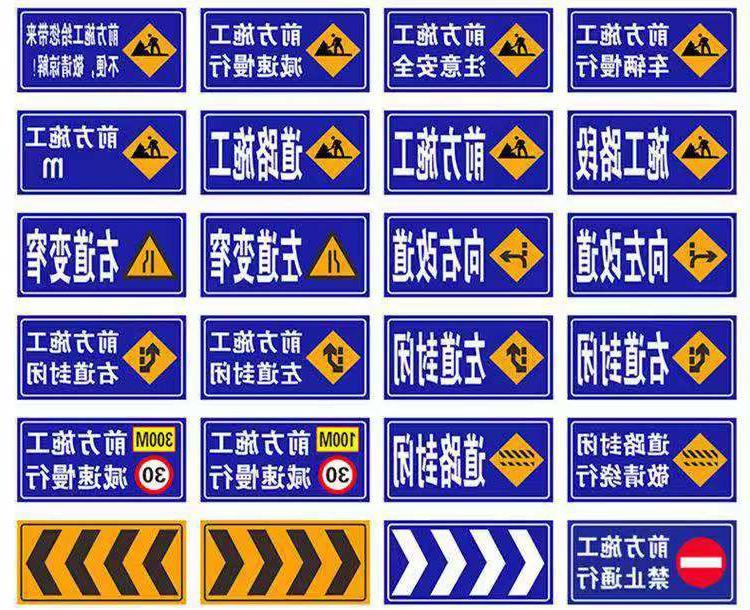 前方施工
车辆慢行
前方施工
注意安全
前方施工
减速慢行
前方施工给您带来
不便，敬请谅解！
施工路段
前方施工
道路施工
前方施工
m
向左改道
向右改道
左道变窄
右道变窄
右道封闭
左道封闭
前方施工
左道封闭
前方施工
右道封闭
道路封闭
敬请绕行
道路封闭
100M 前方施工
30 减速慢行
300M 前方施工
30 减速慢行
前方施工
禁止通行